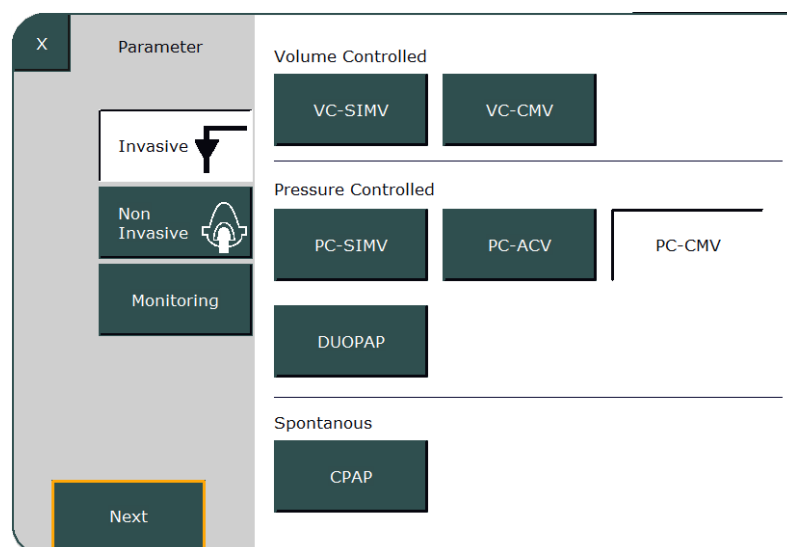 X
Parameter
Invasive
Non
Invasive
Monitoring
Next
Volume Controlled
VC-SIMV
VC-CMV
Pressure Controlled
PC-SIMV
PC-ACV
PC-CMV
DUOPAP
Spontanous
CPAP